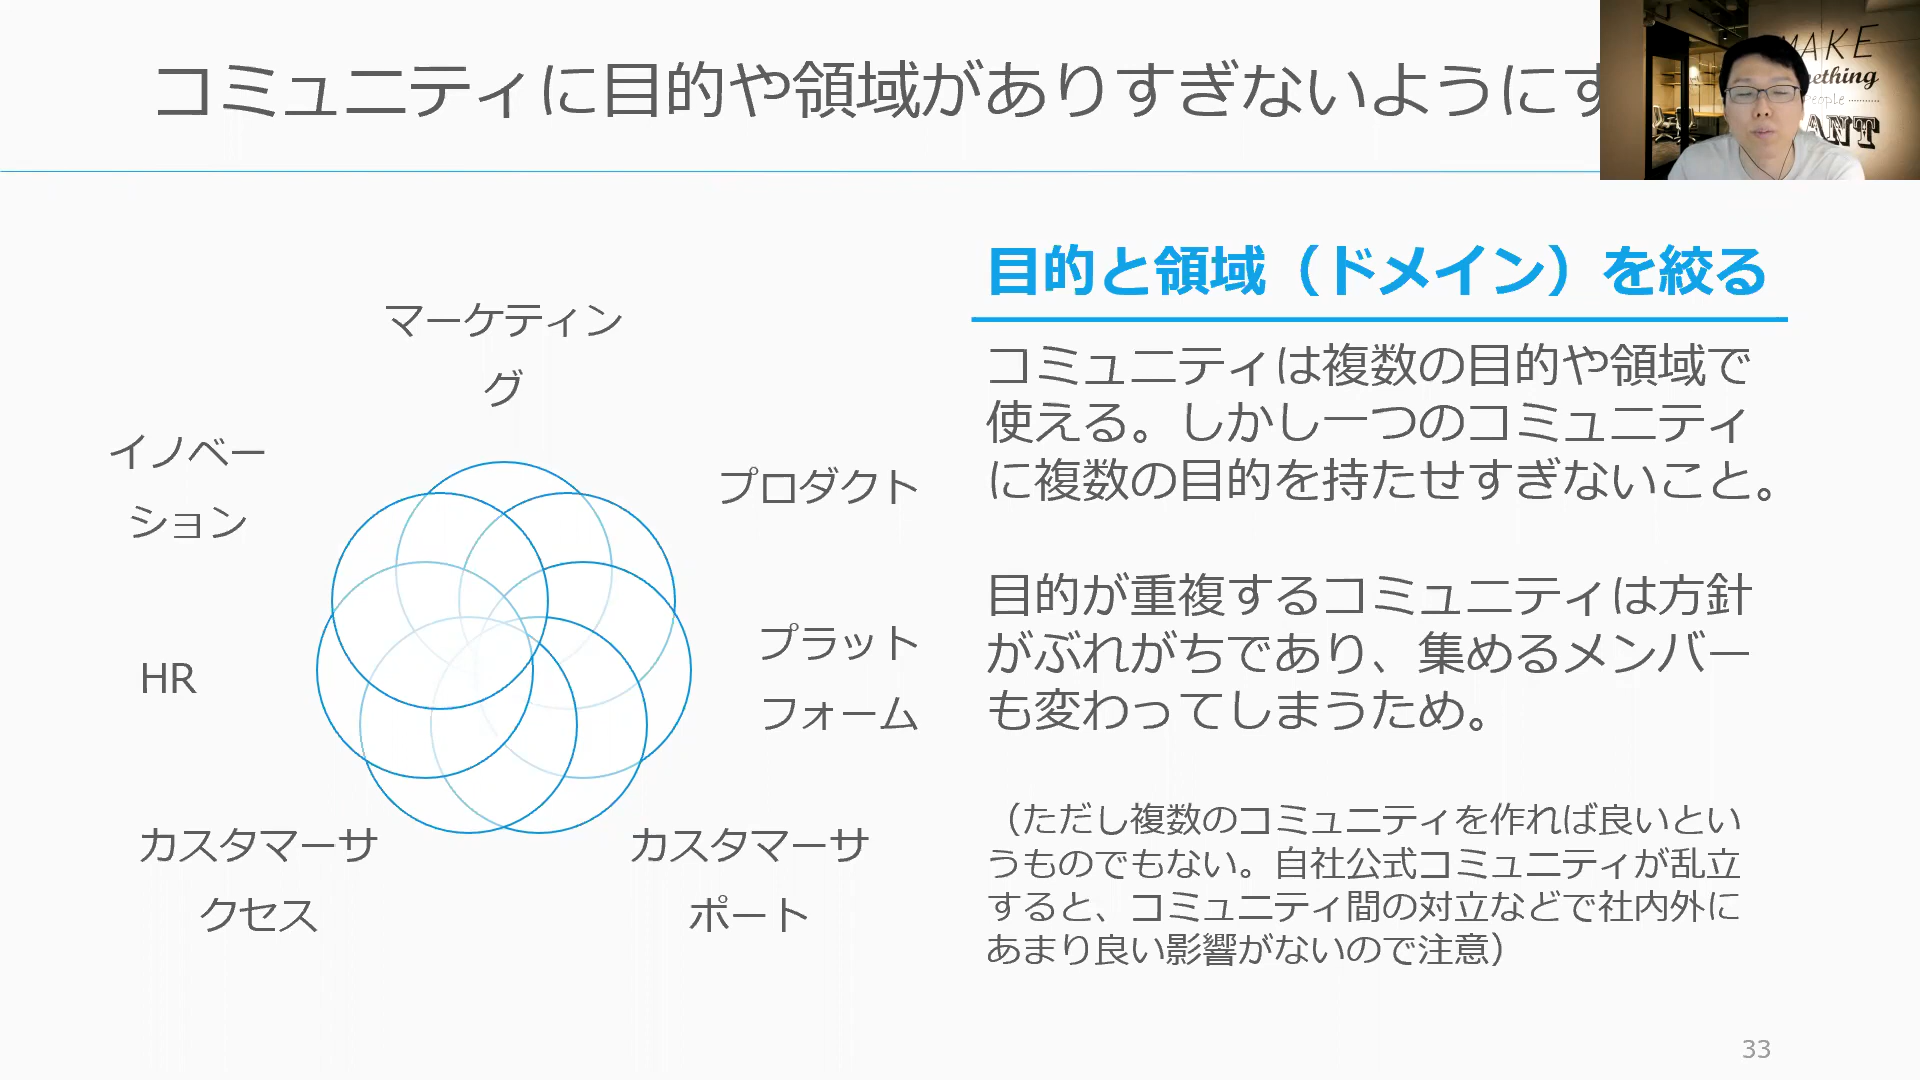 コミュニティに目的や領域がありすぎないようにす
MAKE
mething
People
ANT
目的と領域（ドメイン）を絞る
マーケティン
グ
イノベー
ション
プロダクト
HR
プラット
フォーム
カスタマーサ
クセス
カスタマーサ
ポート
コミュニティは複数の目的や領域で
使える。しかし一つのコミュニティ
に複数の目的を持たせすぎないこと。
目的が重複するコミュニティは方針
がぶれがちであり、集めるメンバー
も変わってしまうため。
（ただし複数のコミュニティを作れば良いとい
うものでもない。自社公式コミュニティが乱立
すると、コミュニティ間の対立などで社内外に
あまり良い影響がないので注意）
33